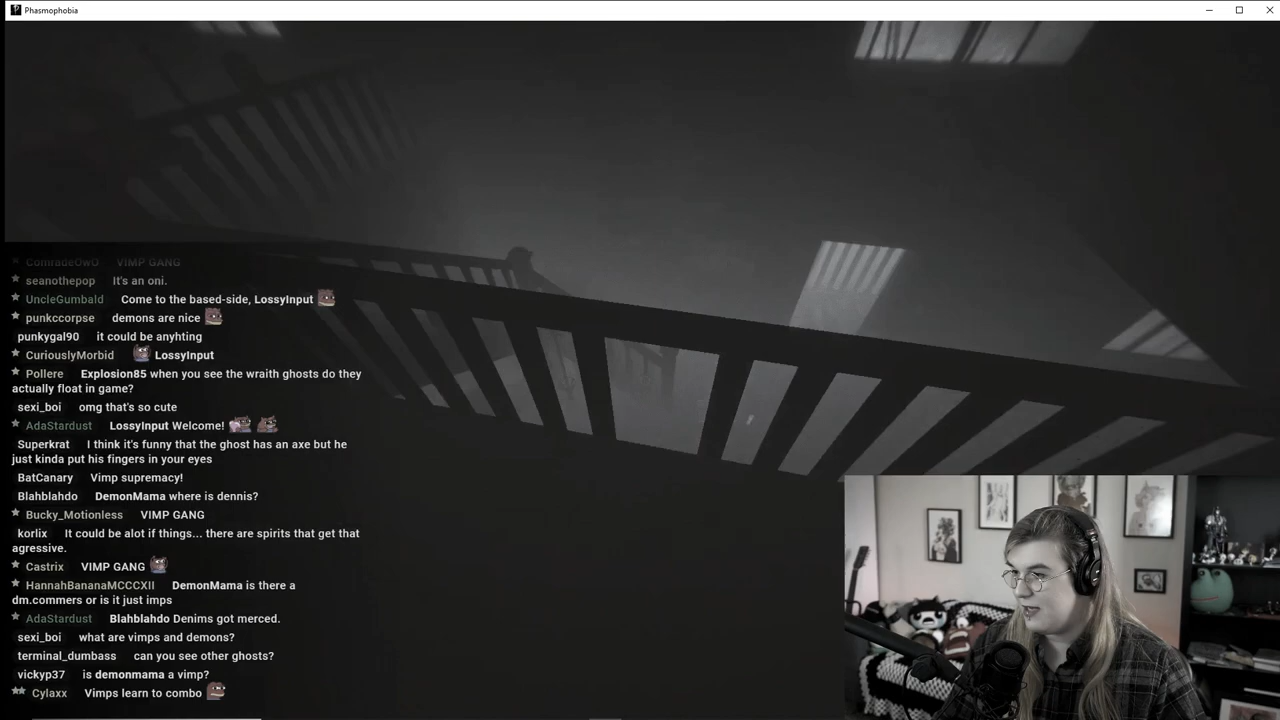 Phasmophobia
ComradeOwO VIMP GANG
seanothepop It's an oni.
UncleGumbald Come to the based-side, LossyInput
punkccorpse demons are nice
punkygal90 it could be anyhting
CuriouslyMorbid LossyInput
Pollere Explosion85 when you see the wraith ghosts do they
actually float in game?
sexi_boi omg that's so cute
AdaStardust LossyInput Welcome!
Superkrat I think it's funny that the ghost has an axe but he
just kinda put his fingers in your eyes
BatCanary Vimp supremacy!
Blahblahdo DemonMama where is dennis?
Bucky_Motionless VIMP GANG
korlix It could be alot if things... there are spirits that get that
agressive.
Castrix VIMP GANG
HannahBananaMCCCXII DemonMama is there a
dm.commers or is it just imps
AdaStardust Blahblahdo Denims got merced.
sexi_boi what are vimps and demons?
terminal_dumbass can you see other ghosts?
vickyp37 is demonmama a vimp?
Cylaxx Vimps learn to combo